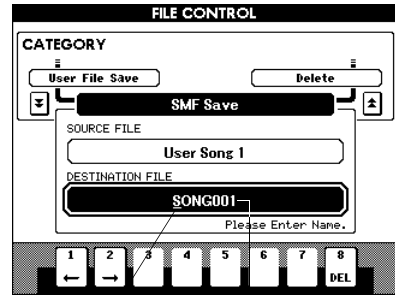 FILE CONTROL
CATEGORY
User File Save Delete
SMF Save
SOURCE FILE
User Song 1
DESTINATION FILE
SONG001
Please Enter Name.
1 2 3 4 5 6 7 8
← → DEL